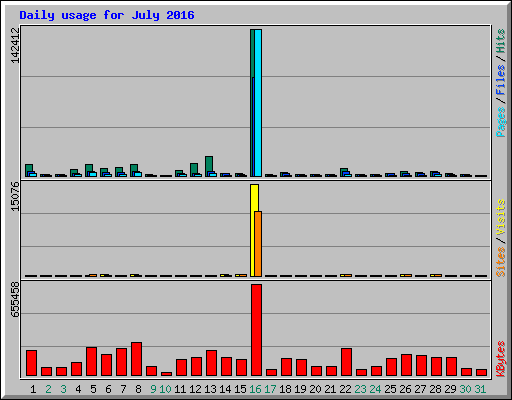 Daily usage for July 2016
142412
Pages/Files/Hits
15076
Sites/Visits
655458
KBytes
1 2 3 4 5 6 7 8 9 10 11 12 13 14 15 16 17 18 19 20 21 22 23 24 25 26 27 28 29 30 31